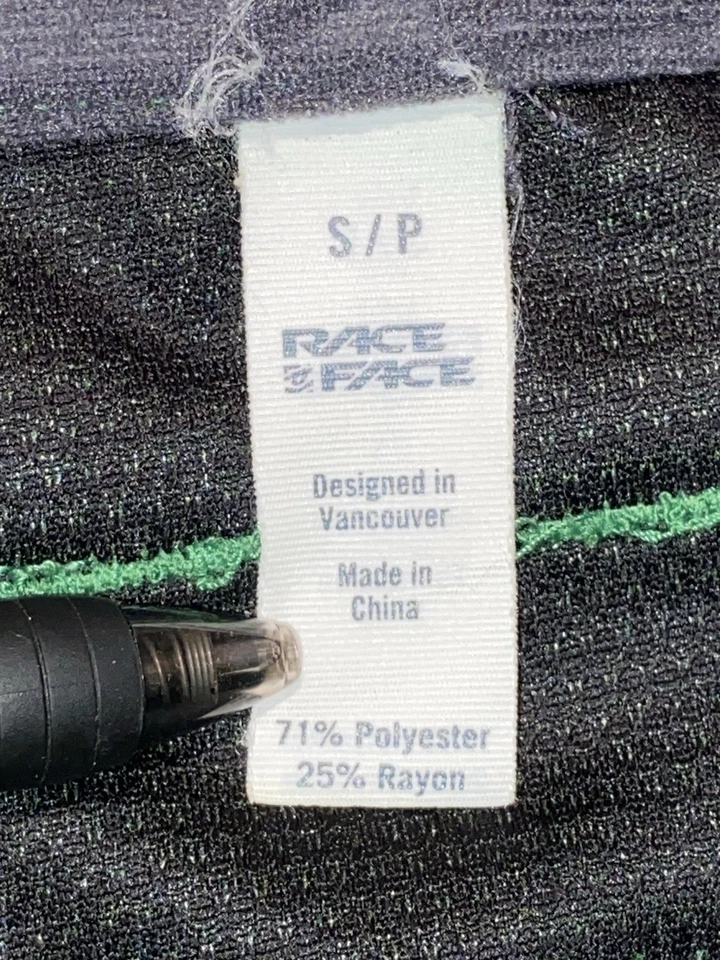 S / P
RACE
FACE
Designed in
Vancouver
Made in
China
71% Polyester
25% Rayon